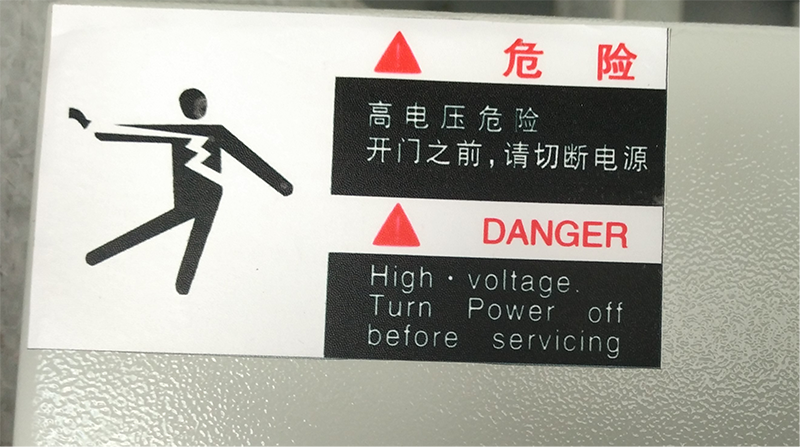 危险
高电压危险
开门之前,请切断电源
DANGER
High · voltage.
Turn Power off
before servicing